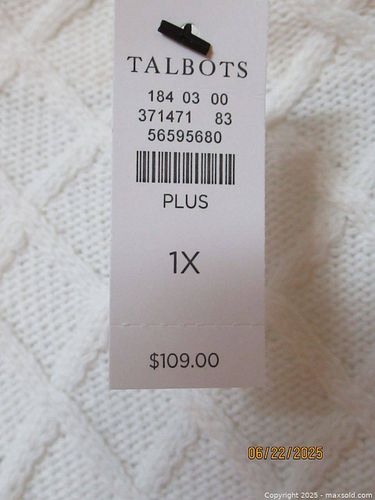 TALBOTS
184 03 00
371471 83
56595680
PLUS
1X
$109.00
06/22/2025
Copyright 2025 - maxsold.com